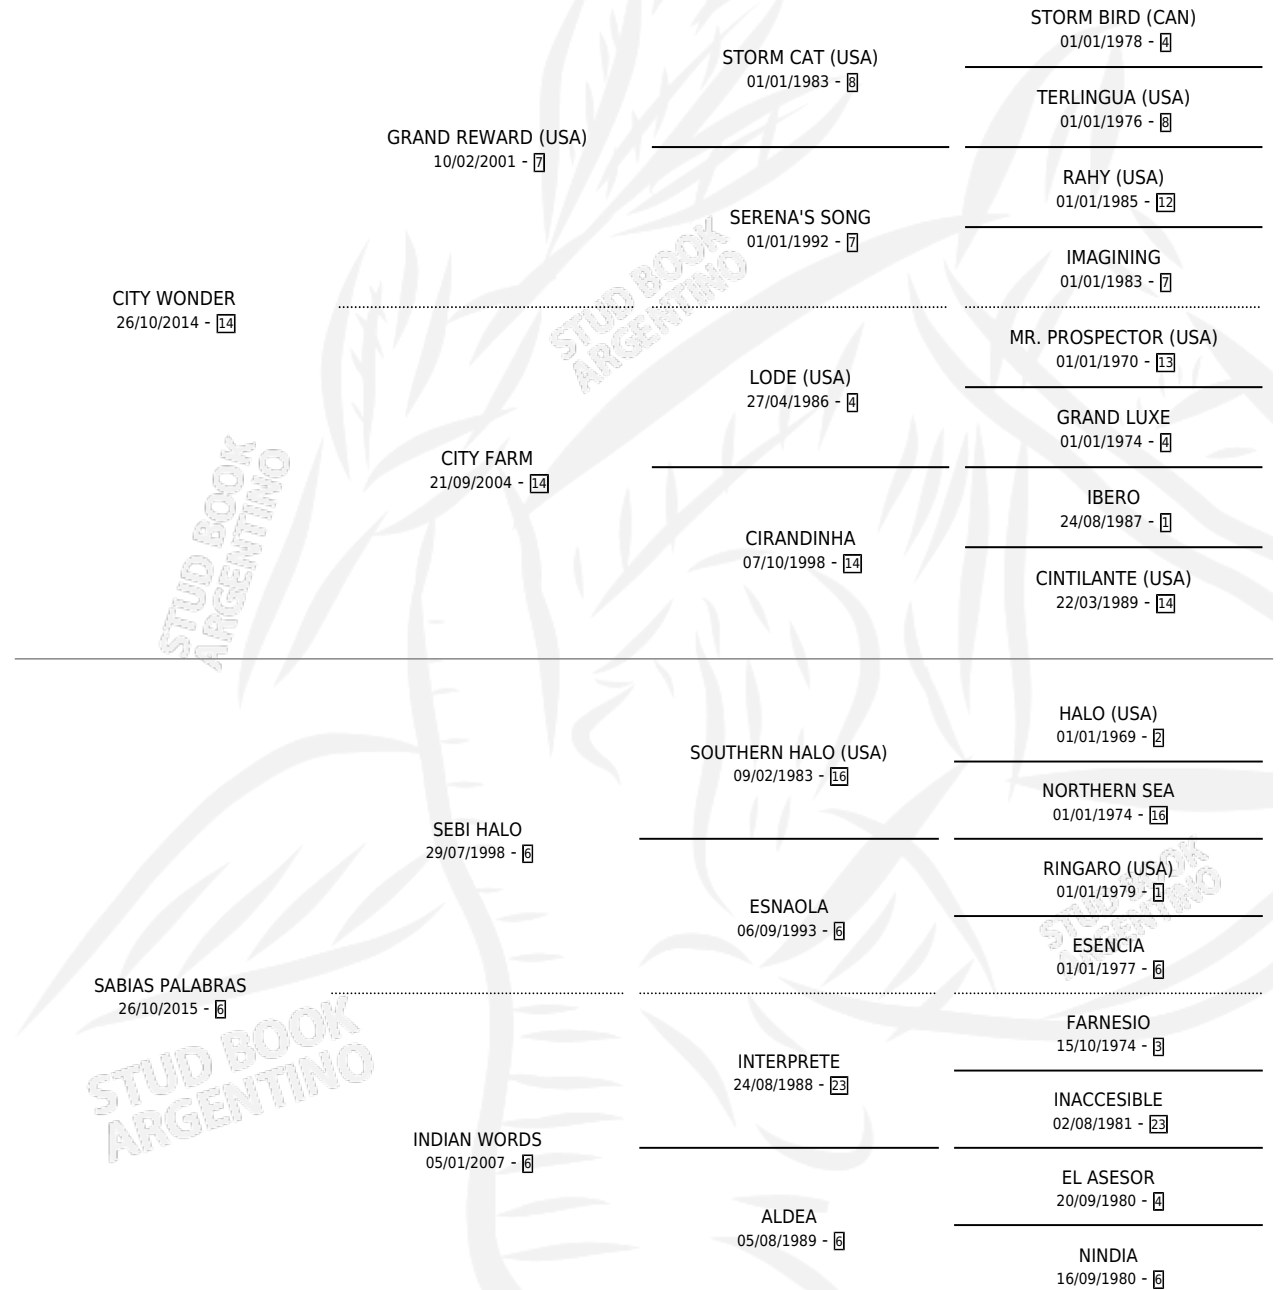 STORM BIRD (CAN)
01/01/1978 - 4
STORM CAT (USA)
01/01/1983 - 8
TERLINGUA (USA)
01/01/1976 - 8
GRAND REWARD (USA)
10/02/2001 - 7
RAHY (USA)
01/01/1985 - 12
SERENA'S SONG
01/01/1992 - 7
IMAGINING
01/01/1983 - 7
CITY WONDER
26/10/2014 - 14
MR. PROSPECTOR (USA)
01/01/1970 - 13
LODE (USA)
27/04/1986 - 4
GRAND LUXE
01/01/1974 - 4
CITY FARM
21/09/2004 - 14
IBERO
24/08/1987 - 1
CIRANDINHA
07/10/1998 - 14
CINTILANTE (USA)
22/03/1989 - 14
STUD BOOK
ARGENTINO
STUD BOOK
ARGENTINO
HALO (USA)
01/01/1969 - 2
SOUTHERN HALO (USA)
09/02/1983 - 16
NORTHERN SEA
01/01/1974 - 16
SEBI HALO
29/07/1998 - 6
RINGARO (USA)
01/01/1979 - 1
ESNAOLA
06/09/1993 - 6
ESENCIA
01/01/1977 - 6
STUD BOOK
ARGENTINO
SABIAS PALABRAS
26/10/2015 - 6
FARNESIO
15/10/1974 - 3
INTERPRETE
24/08/1988 - 23
INACCESIBLE
02/08/1981 - 23
STUD BOOK
ARGENTINO
INDIAN WORDS
05/01/2007 - 6
EL ASESOR
20/09/1980 - 4
ALDEA
05/08/1989 - 6
NINDIA
16/09/1980 - 6